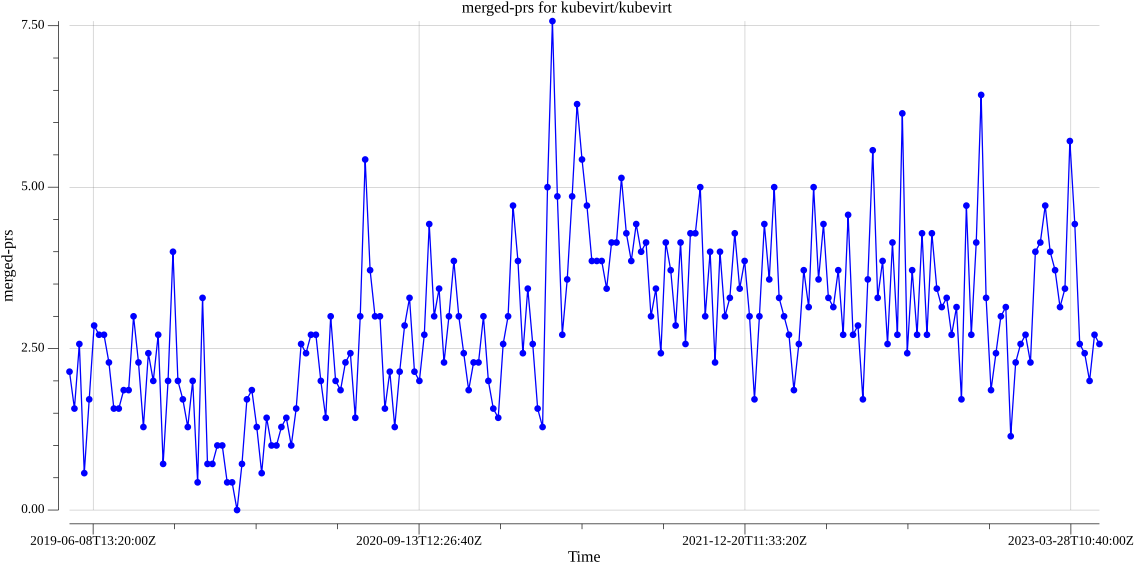 merged-prs for kubevirt/kubevirt
7.50
5.00
merged-prs
2.50
0.00
2019-06-08T13:20:00Z 2020-09-13T12:26:40Z 2021-12-20T11:33:20Z 2023-03-28T10:40:00Z
Time